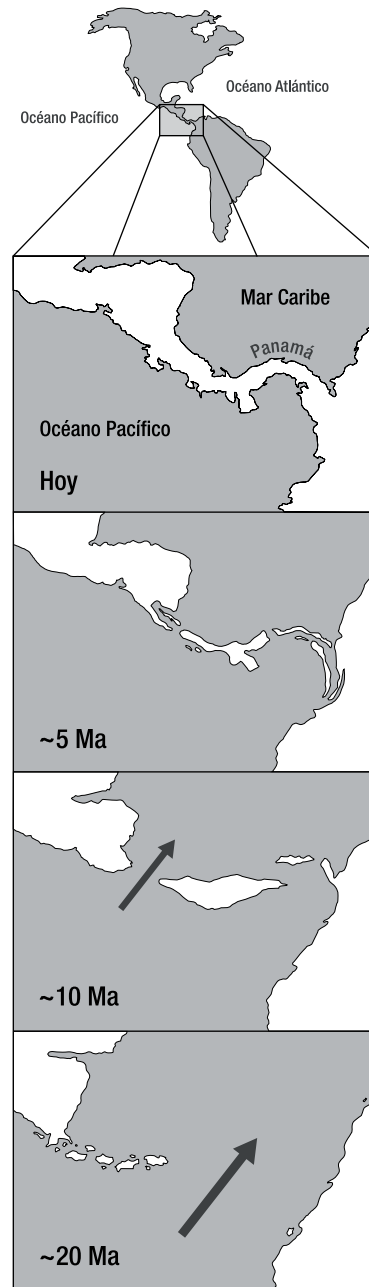 Océano Atlántico
Océano Pacífico
Mar Caribe
Panamá
Océano Pacífico
Hoy
~5 Ma
~10 Ma
~20 Ma